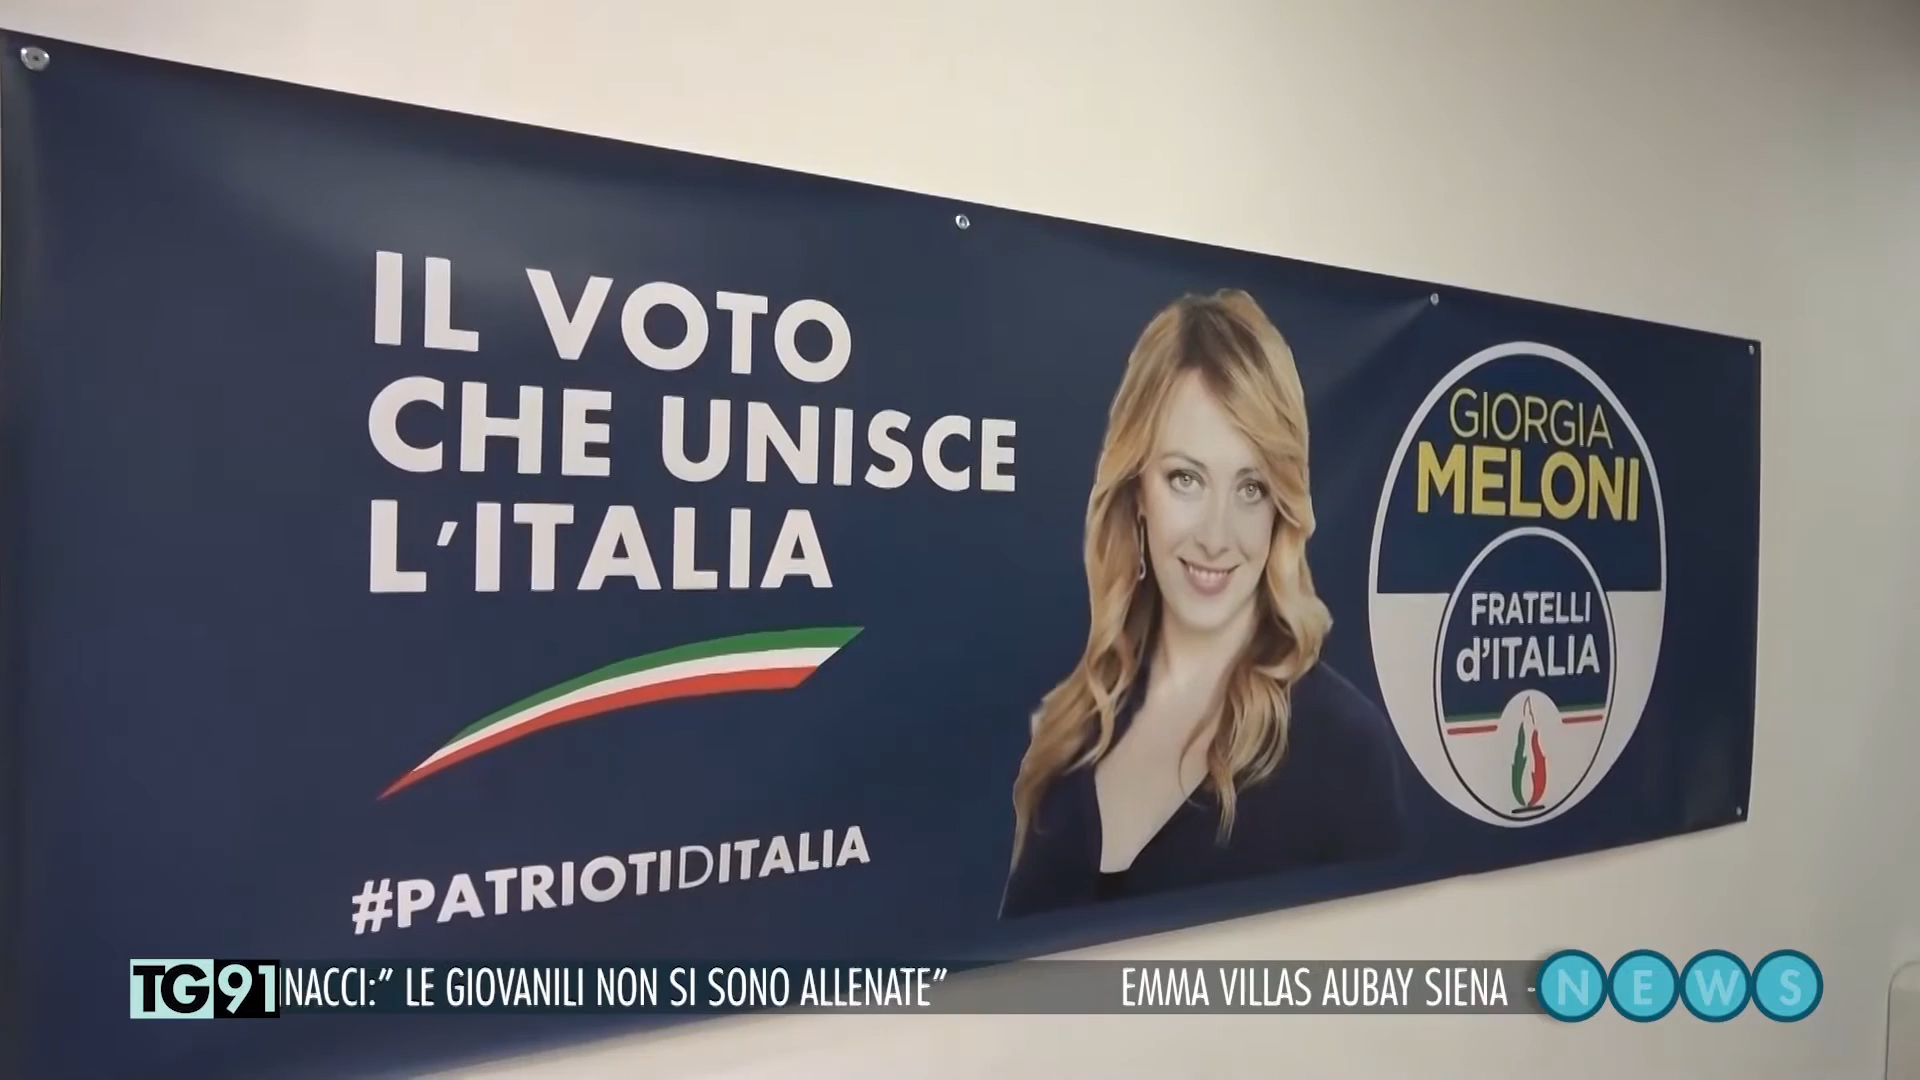 IL VOTO
CHE UNISCE
L'ITALIA
#PATRIOTIDITALIA
GIORGIA
MELONI
FRATELLI
d'ITALIA
TG91 NACCI:" LE GIOVANILI NON SI SONO ALLENATE" EMMA VILLAS AUBAY SIENA - NEWS